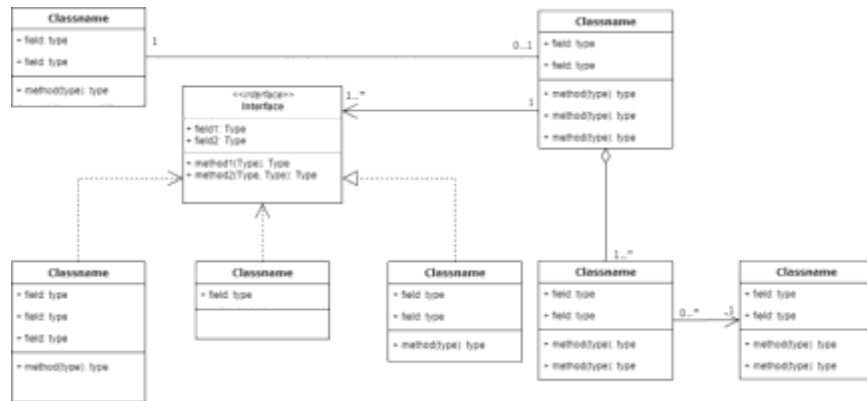 Classname
+ field: type
+ field: type
+ method(type): type
1
0..1
Classname
+ field: type
+ field: type
+ method(type): type
+ method(type): type
+ method(type): type
<<interface>>
Interface
+ field1: Type
+ field2: Type
+ method1(Type): Type
+ method2(Type, Type): Type
1..*
1
1..*
Classname
+ field: type
+ field: type
+ field: type
+ method(type): type
Classname
+ field: type
Classname
+ field: type
+ field: type
+ method(type): type
Classname
+ field: type
+ field: type
+ method(type): type
+ method(type): type
0..*
Classname
+ field: type
+ field: type
+ method(type): type
+ method(type): type